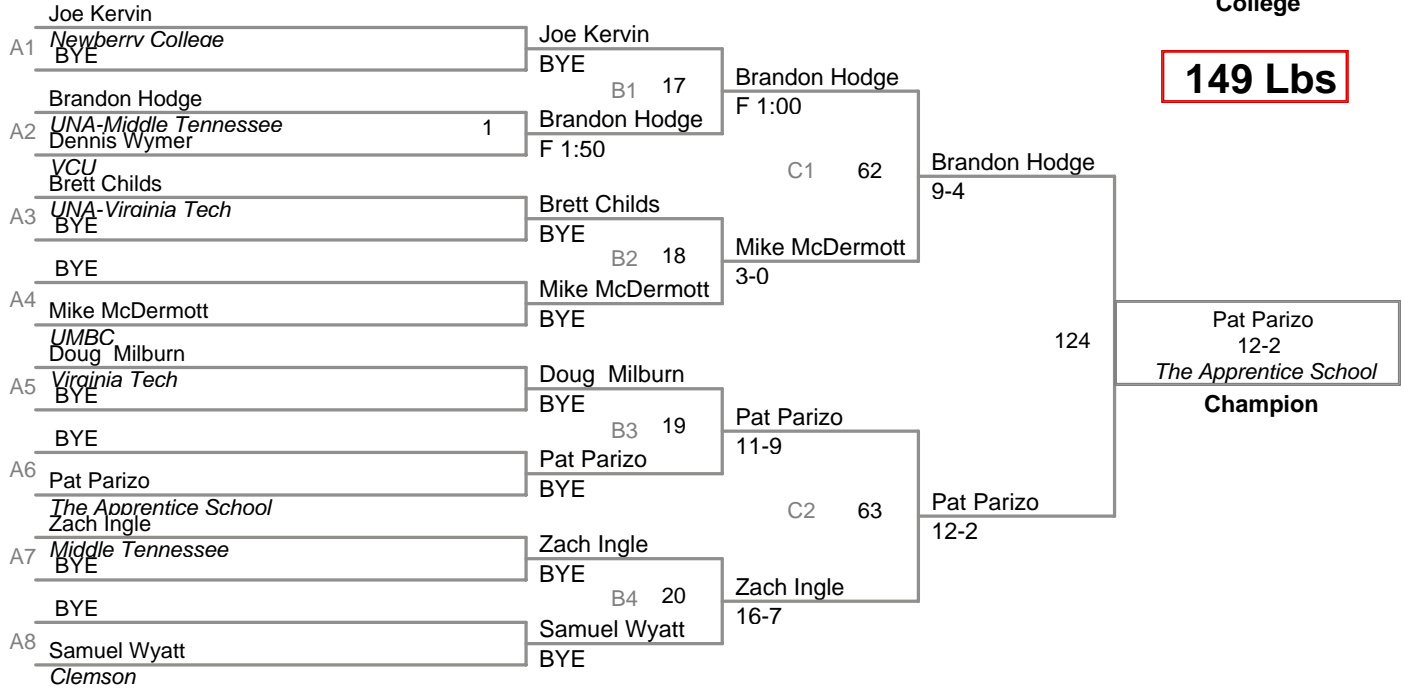 College
149 Lbs
Joe Kervin
A1
Newberry College
BYE
Brandon Hodge
A2
UNA-Middle Tennessee
1
Dennis Wymer
VCU
Brett Childs
A3
UNA-Virginia Tech
BYE
BYE
A4
Mike McDermott
UMBC
Doug Milburn
A5
Virginia Tech
BYE
BYE
A6
Pat Parizo
The Apprentice School
Zach Ingle
A7
Middle Tennessee
BYE
BYE
A8
Samuel Wyatt
Clemson
Joe Kervin
BYE
B1 17
Brandon Hodge
F 1:50
Brett Childs
BYE
B2 18
Mike McDermott
BYE
Doug Milburn
BYE
B3 19
Pat Parizo
BYE
Zach Ingle
BYE
B4 20
Samuel Wyatt
BYE
Brandon Hodge
F 1:00
C1 62
Mike McDermott
3-0
Pat Parizo
11-9
C2 63
Zach Ingle
16-7
Brandon Hodge
9-4
124
Pat Parizo
12-2
Pat Parizo
12-2
The Apprentice School
Champion